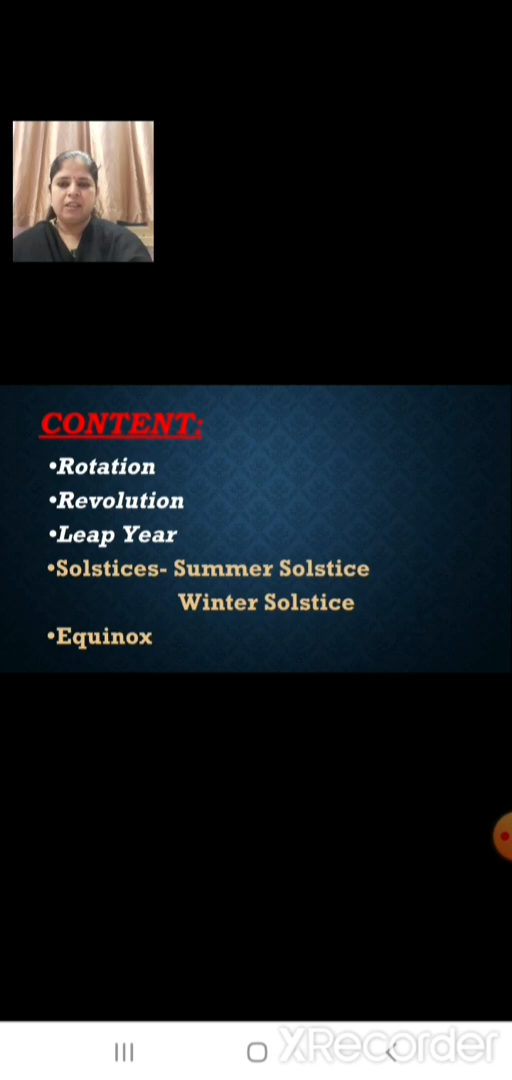 CONTENT:
•Rotation
•Revolution
•Leap Year
•Solstices- Summer Solstice
Winter Solstice
•Equinox
XRecorder